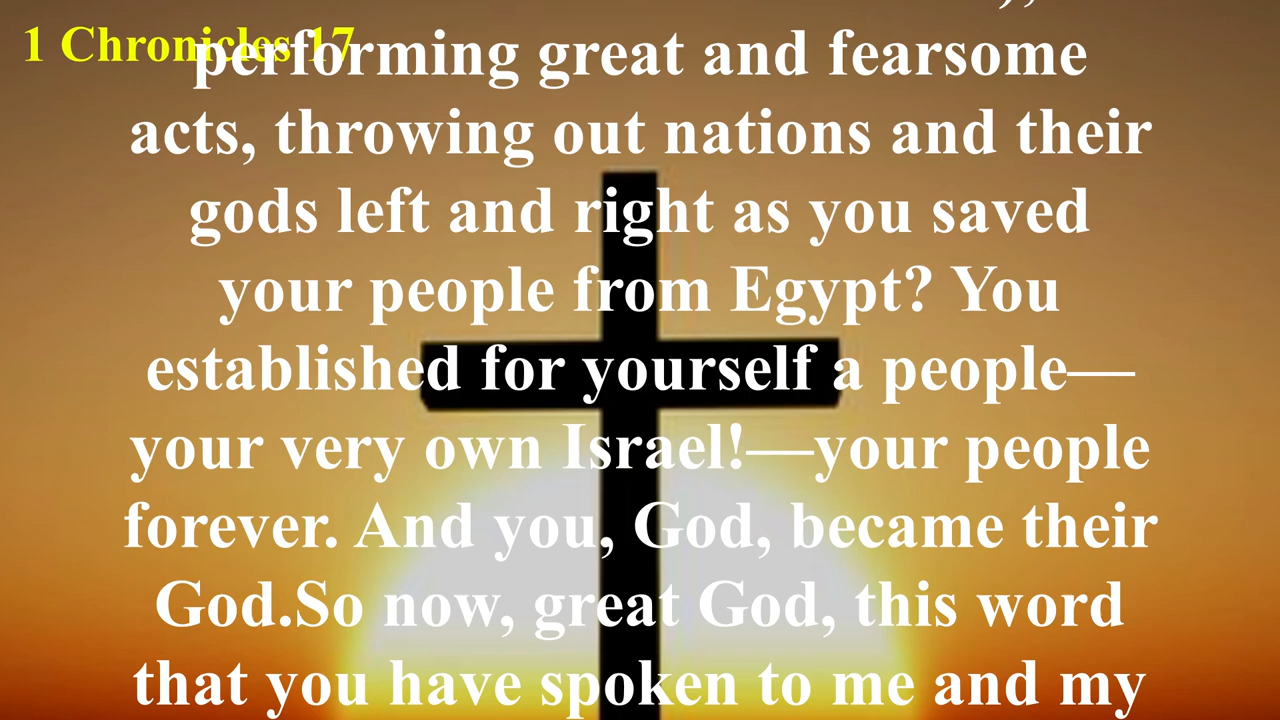 1 Chronicles 17
performing great and fearsome
acts, throwing out nations and their
gods left and right as you saved
your people from Egypt? You
established for yourself a people—
your very own Israel!—your people
forever. And you, God, became their
God.So now, great God, this word
that you have spoken to me and my